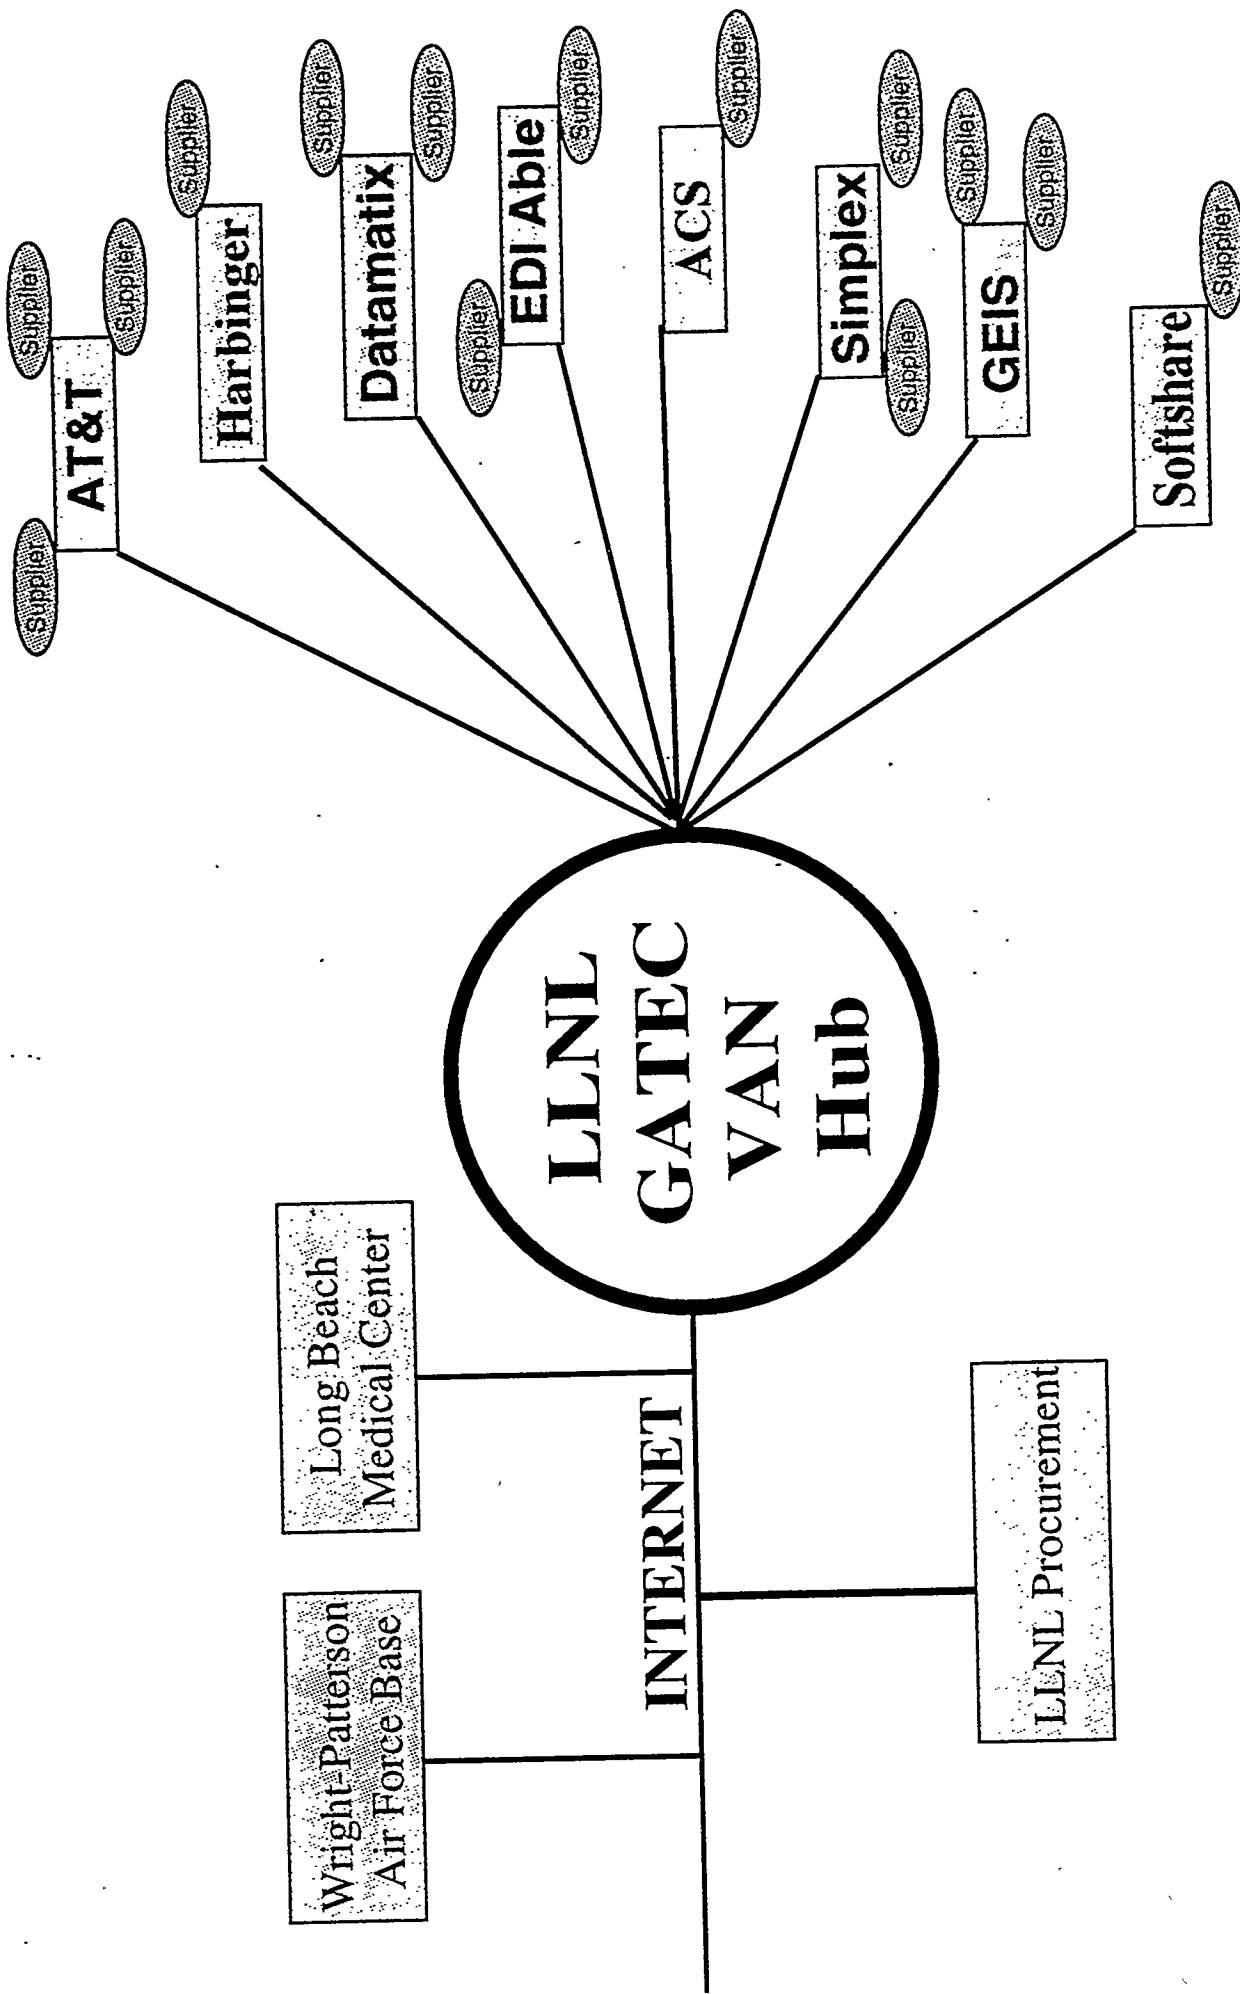 Supplier
Supplier
AT&T
Supplier
Supplier
Harbinger
Supplier
Datamatix
Supplier
Supplier
EDI Able
Supplier
ACS
Supplier
Simplex
Supplier
Supplier
Supplier
GEIS
Supplier
Softshare
Supplier
Wright-Patterson
Air Force Base
Long Beach
Medical Center
INTERNET
LLNL
GATEC
VAN
Hub
LLNL Procurement